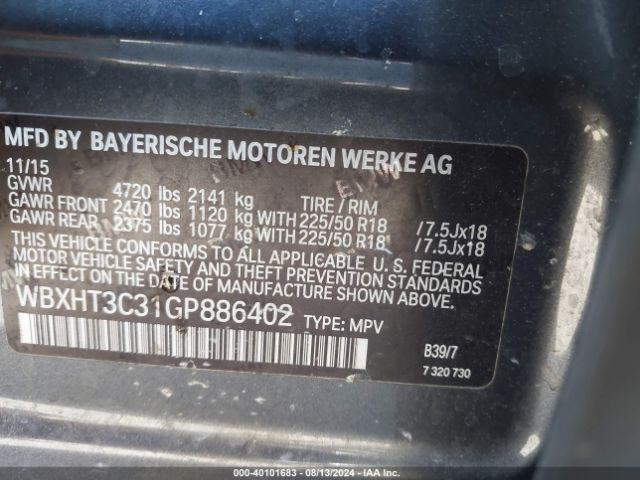 MFD BY BAYERISCHE MOTOREN WERKE AG
11/15
GVWR 4720 lbs 2141 kg TIRE / RIM
GAWR FRONT 2470 lbs 1120 kg WITH 225/50 R18 /7.5Jx18
GAWR REAR 2375 lbs 1077 kg WITH 225/50 R18 /7.5Jx18
THIS VEHICLE CONFORMS TO ALL APPLICABLE U. S. FEDERAL
MOTOR VEHICLE SAFETY AND THEFT PREVENTION STANDARDS
IN EFFECT ON THE DATE OF MANUFACTURE SHOWN ABOVE.
WBXHT3C31GP886402 TYPE: MPV
B39/7
7 320 730
000-40101683 - 08/13/2024 - IAA Inc.